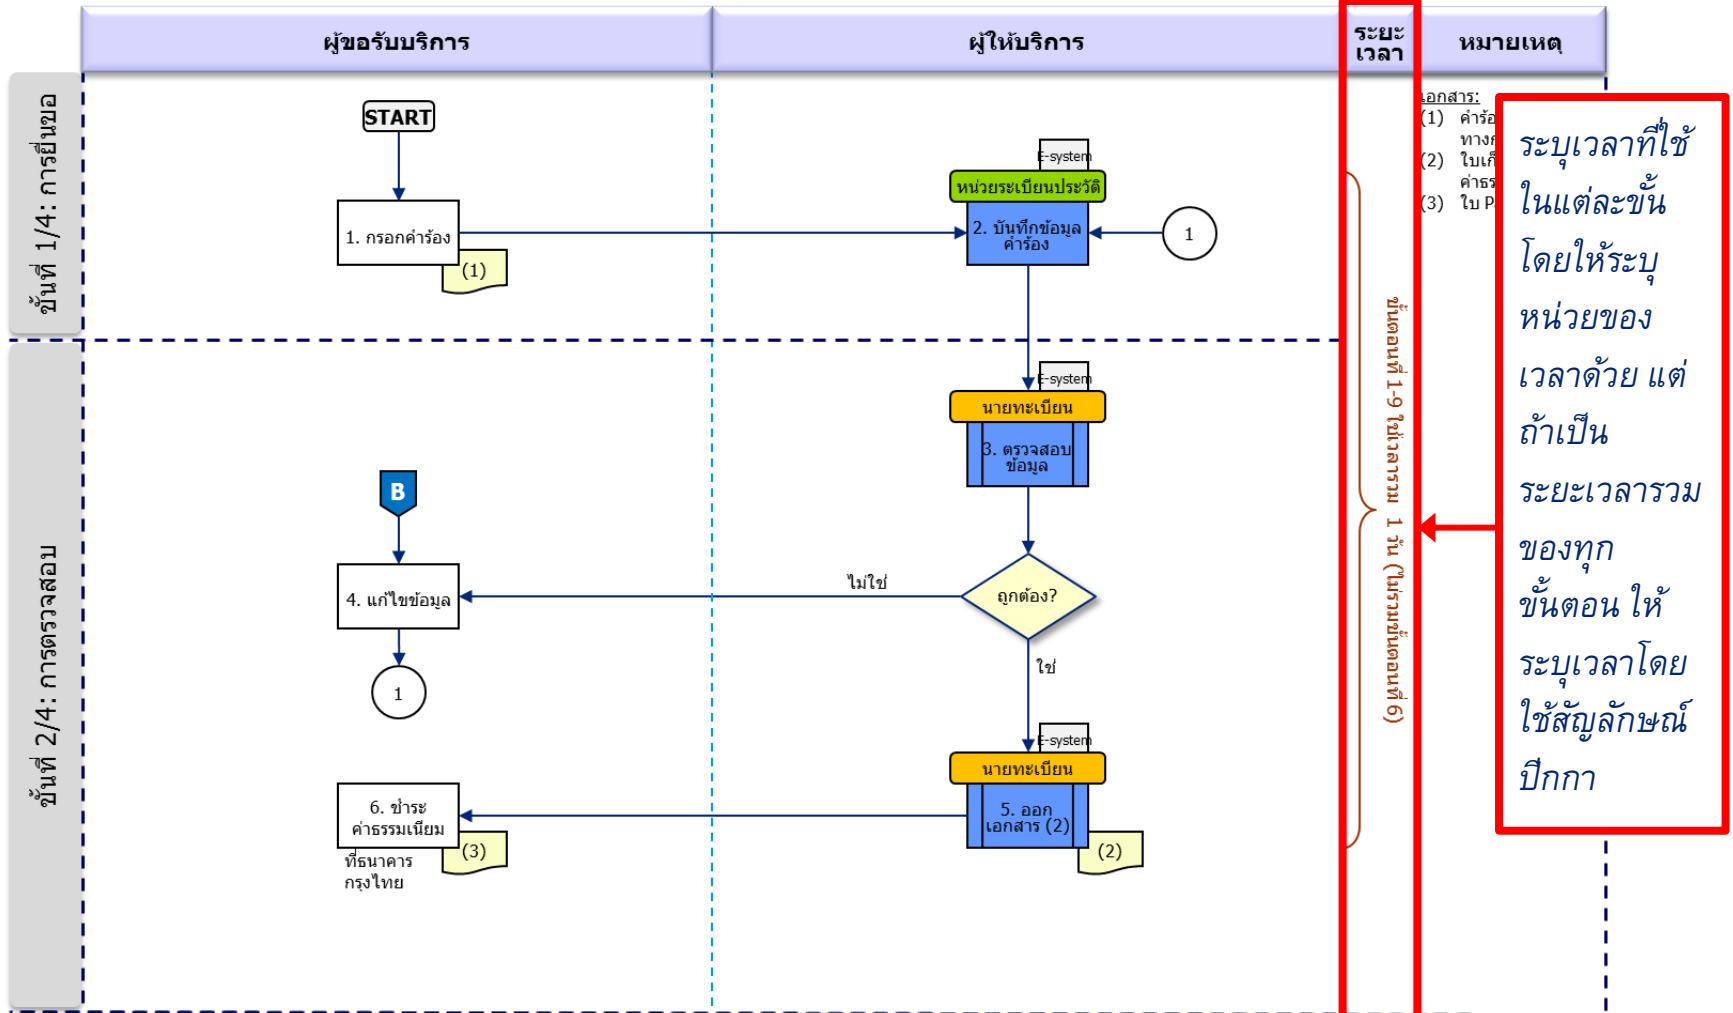 ผู้ขอรับบริการ
ผู้ให้บริการ
ระยะ
เวลา
หมายเหตุ
ขั้นที่ 1/4: การยื่นขอ
START
1. กรอกคำร้อง
(1)
E-system
หน่วยระเบียนประวัติ
2. บันทึกข้อมูล
คำร้อง
1
เอกสาร:
(1)
(2)
(3) ใบ
ขั้นที่ 2/4: การตรวจสอบ
E-system
นายทะเบียน
3. ตรวจสอบ
ข้อมูล
B
4. แก้ไขข้อมูล
ไม่ใช่
ถูกต้อง?
ใช่
1
E-system
นายทะเบียน
5. ออก
เอกสาร (2)
(2)
6. ชำระ
ค่าธรรมเนียม
(3)
ที่ธนาคาร
กรุงไทย
ขั้นตอนที่ 1-9 ใช้เวลารวม 1 วัน (ไม่รวมขั้นตอนที่ 6)
ระบุเวลาที่ใช้
ในแต่ละขั้น
โดยให้ระบุ
หน่วยของ
เวลาด้วย แต่
ถ้าเป็น
ระยะเวลารวม
ของทุก
ขั้นตอน ให้
ระบุเวลาโดย
ใช้สัญลักษณ์
ปีกกา